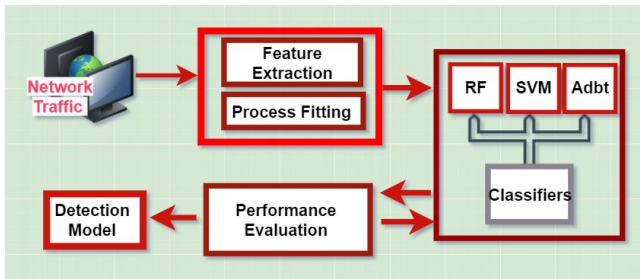 Network
Traffic
Feature
Extraction
Process Fitting
RF
SVM
Adbt
Classifiers
Performance
Evaluation
Detection
Model